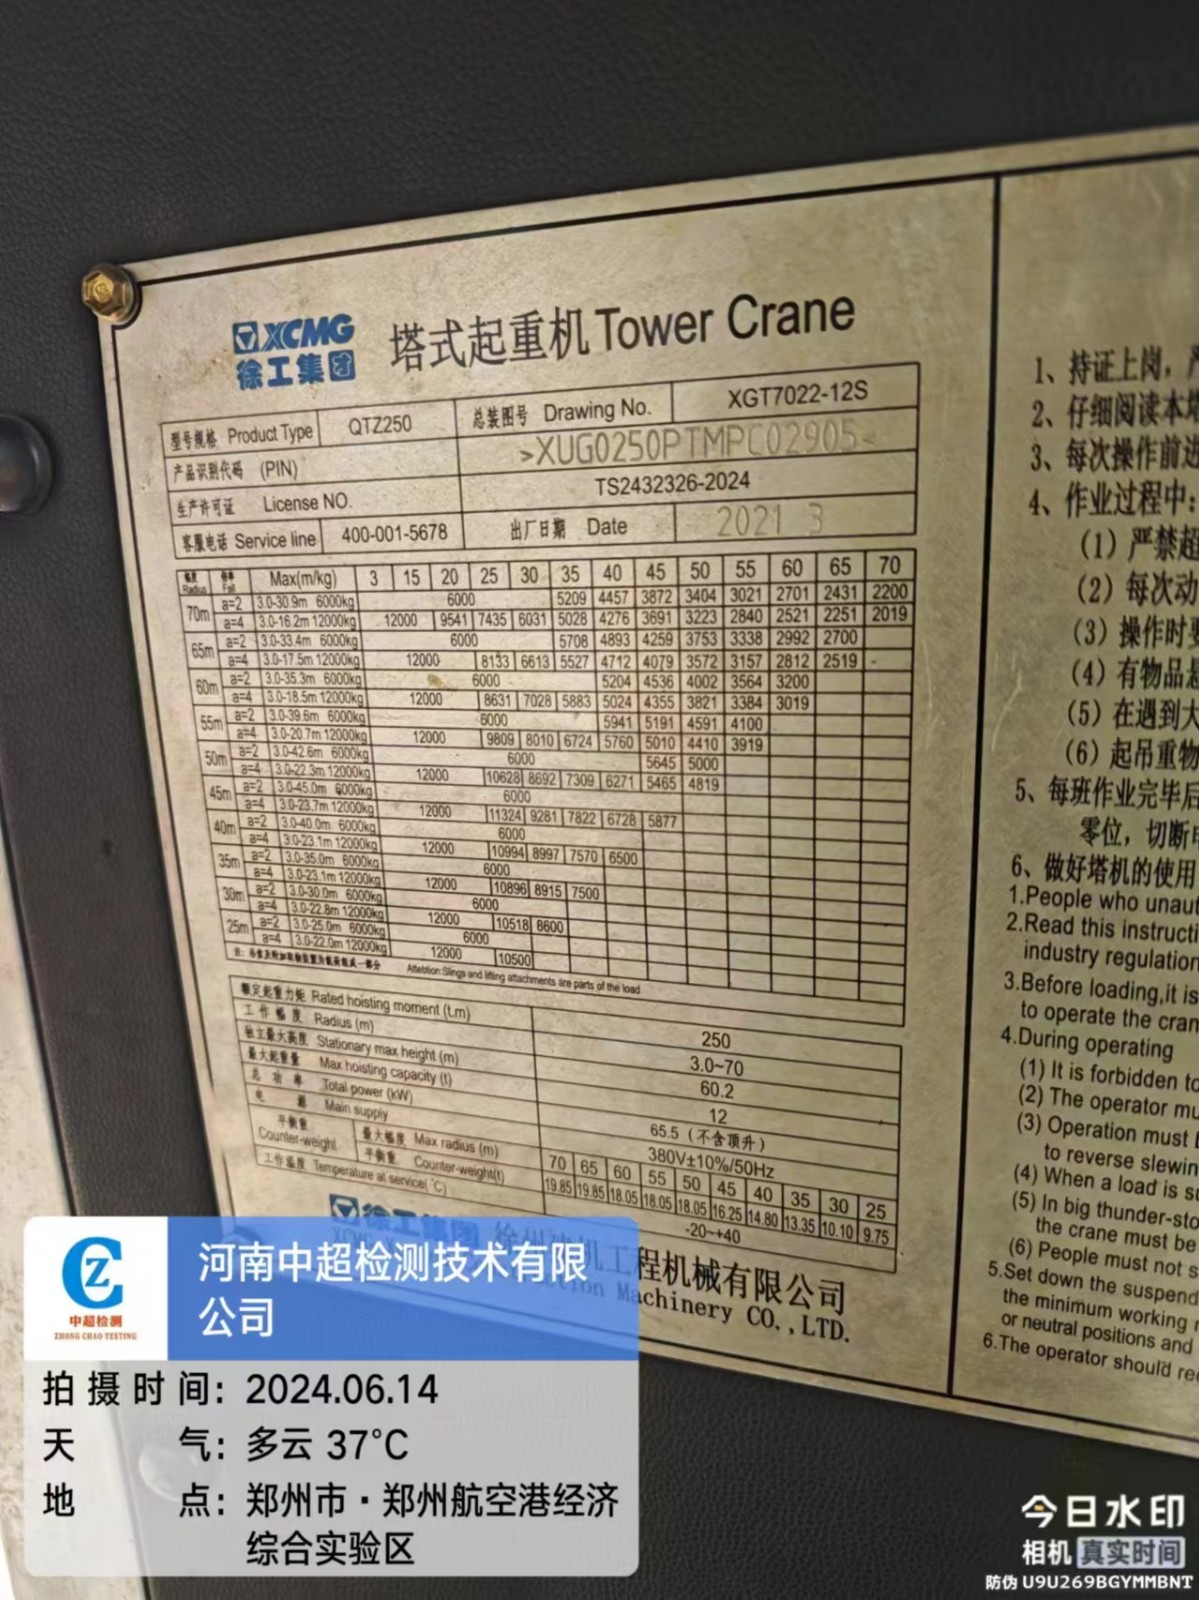 XCMG
徐工集团
塔式起重机 Tower Crane
型号规格 Product Type QTZ250 总装图号 Drawing No. XGT7022-12S
产品识别代码 (PIN) >XUG0250PTMPC02905<
生产许可证 License NO. TS2432326-2024
客服电话 Service line 400-001-5678 出厂日期 Date 2021 3
幅度 Radius 倍率 Fall Max(m/kg) 3 15 20 25 30 35 40 45 50 55 60 65 70
70m a=2 3.0-30.9m 6000kg 6000 5209 4457 3872 3404 3021 2701 2431 2200
a=4 3.0-16.2m 12000kg 12000 9541 7435 6031 5028 4276 3691 3223 2840 2521 2251 2019
65m a=2 3.0-33.4m 6000kg 6000 5708 4893 4259 3753 3338 2992 2700
a=4 3.0-17.5m 12000kg 12000 8133 6613 5527 4712 4079 3572 3157 2812 2519
60m a=2 3.0-35.3m 6000kg 6000 5204 4536 4002 3564 3200
a=4 3.0-18.5m 12000kg 12000 8631 7028 5883 5024 4355 3821 3384 3019
55m a=2 3.0-39.6m 6000kg 6000 5941 5191 4591 4100
a=4 3.0-20.7m 12000kg 12000 9809 8010 6724 5760 5010 4410 3919
50m a=2 3.0-42.6m 6000kg 6000 5645 5000
a=4 3.0-22.3m 12000kg 12000 10628 8692 7309 6271 5465 4819
45m a=2 3.0-45.0m 6000kg 6000
a=4 3.0-23.7m 12000kg 12000 11324 9281 7822 6728 5877
40m a=2 3.0-40.0m 6000kg 6000
a=4 3.0-23.1m 12000kg 12000 10994 8997 7570 6500
35m a=2 3.0-35.0m 6000kg 6000
a=4 3.0-23.1m 12000kg 12000 10896 8915 7500
30m a=2 3.0-30.0m 6000kg 6000
a=4 3.0-22.8m 12000kg 12000 10518 8600
25m a=2 3.0-25.0m 6000kg 6000
a=4 3.0-22.0m 12000kg 12000 10500
Attebtion:Slings and lifting attachments are parts of the load
额定起重力矩 Rated hoisting moment (t.m) 250
工作幅度 Radius (m) 3.0~70
独立最大高度 Stationary max height (m) 60.2
最大起重量 Max hoisting capacity (t) 12
总功率 Total power (kW) 65.5 (不含顶升)
电源 Main supply 380V±10%/50Hz
平衡重 Counter-weight 最大幅度 Max radius (m) 70 65 60 55 50 45 40 35 30 25
平衡重 Counter-weight(t) 19.85 19.85 18.05 18.05 18.05 16.25 14.80 13.35 10.10 9.75
工作温度 Temperature at service(℃) -20~+40
徐工集团 工程机械有限公司
Machinery CO.,LTD.
1、持证上岗，
2、仔细阅读本
3、每次操作前
4、作业过程中：
(1) 严禁超
(2) 每次动
(3) 操作时
(4) 有物品
(5) 在遇到大
(6) 起吊重物
5、每班作业完毕后
零位，切断
6、做好塔机的使用
1.People who
2.Read this
industry regulation
3.Before loading,it is
to operate the
4.During operating
(1) It is forbidden
(2) The operator
(3) Operation must
to reverse
(4) When a load is
(5) In big
the crane must be
(6) People must not
5.Set down the
the minimum working
or neutral positions and
6.The operator should
CZ
中超检测
ZHONG CHAO TESTING
河南中超检测技术有限
公司
拍摄时间：2024.06.14
天气：多云 37°C
地点：郑州市·郑州航空港经济
综合实验区
今日水印
相机 真实时间
防伪 U9U269BGYMMBNT